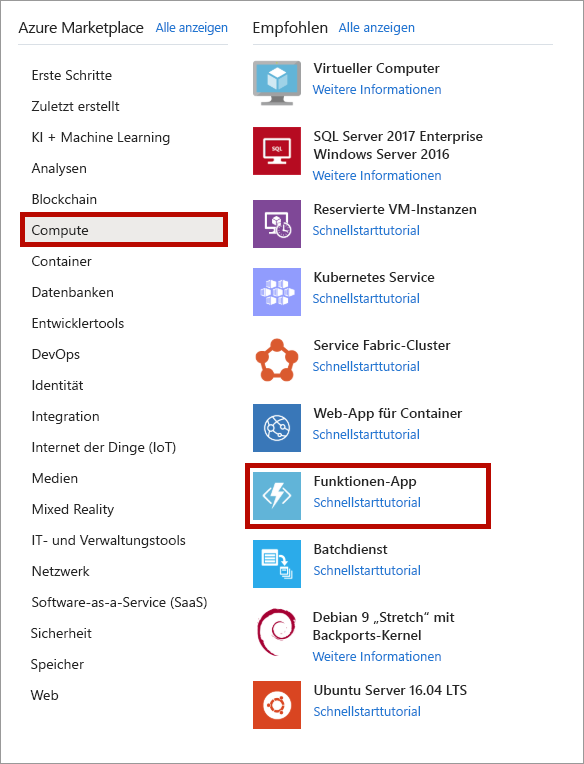 Azure Marketplace Alle anzeigen
Erste Schritte
Zuletzt erstellt
KI + Machine Learning
Analysen
Blockchain
Compute
Container
Datenbanken
Entwicklertools
DevOps
Identität
Integration
Internet der Dinge (IoT)
Medien
Mixed Reality
IT- und Verwaltungstools
Netzwerk
Software-as-a-Service (SaaS)
Sicherheit
Speicher
Web
Empfohlen Alle anzeigen
Virtueller Computer
Weitere Informationen
SQL
SQL Server 2017 Enterprise
Windows Server 2016
Weitere Informationen
Reservierte VM-Instanzen
Schnellstarttutorial
Kubernetes Service
Schnellstarttutorial
Service Fabric-Cluster
Schnellstarttutorial
Web-App für Container
Schnellstarttutorial
Funktionen-App
Schnellstarttutorial
Batchdienst
Schnellstarttutorial
Debian 9 „Stretch“ mit
Backports-Kernel
Weitere Informationen
Ubuntu Server 16.04 LTS
Schnellstarttutorial